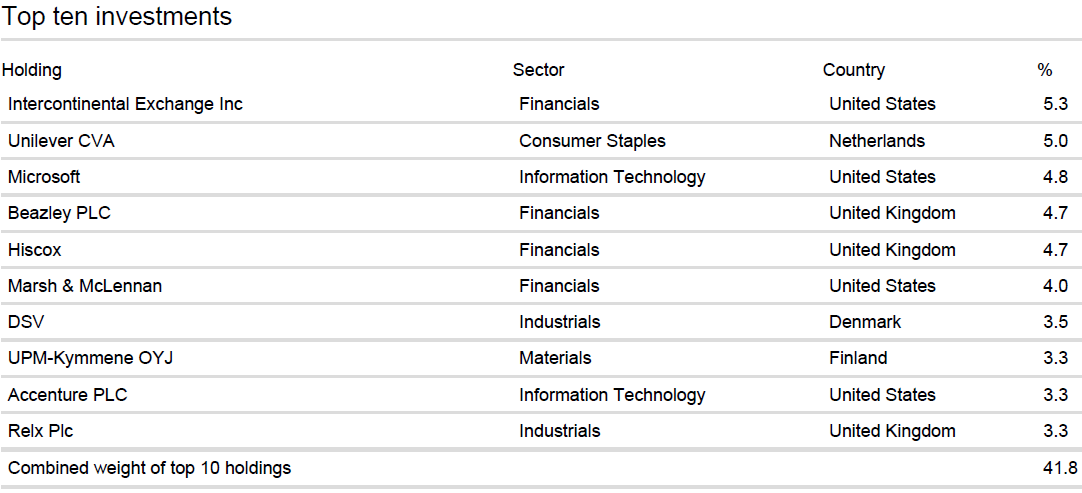 Top ten investments
Holding Sector Country %
Intercontinental Exchange Inc Financials United States 5.3
Unilever CVA Consumer Staples Netherlands 5.0
Microsoft Information Technology United States 4.8
Beazley PLC Financials United Kingdom 4.7
Hiscox Financials United Kingdom 4.7
Marsh & McLennan Financials United States 4.0
DSV Industrials Denmark 3.5
UPM-Kymmene OYJ Materials Finland 3.3
Accenture PLC Information Technology United States 3.3
Relx Plc Industrials United Kingdom 3.3
Combined weight of top 10 holdings 41.8